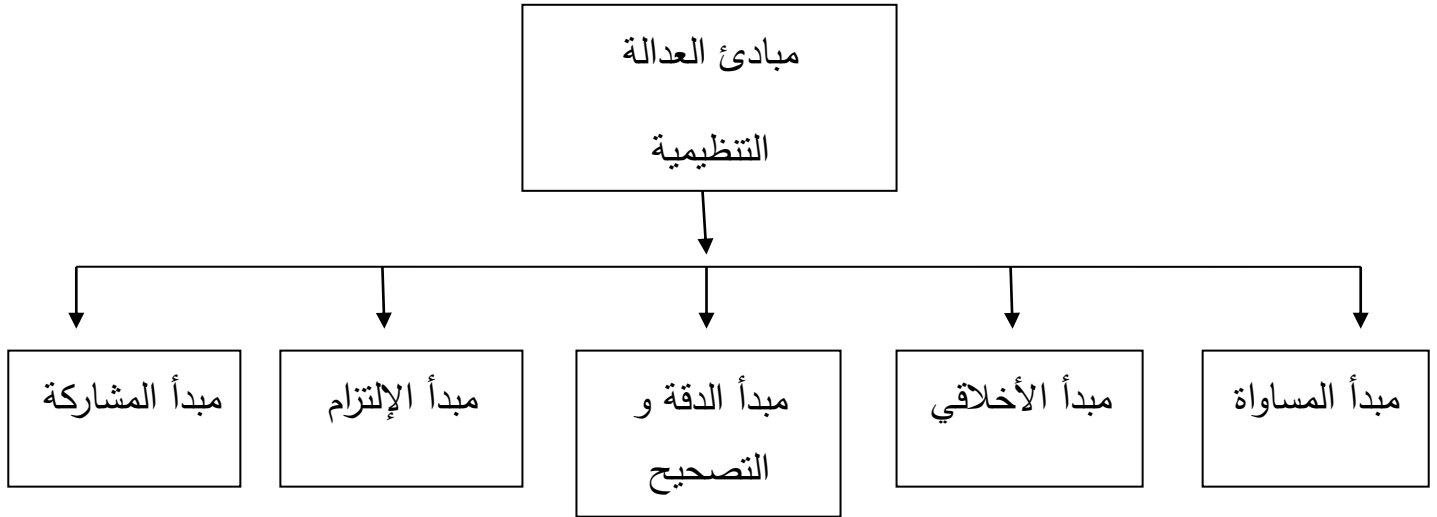 مبادئ العدالة
التنظيمية
مبدأ المساواة
مبدأ الأخلاقي
مبدأ الدقة و
التصحيح
مبدأ الإلتزام
مبدأ المشاركة